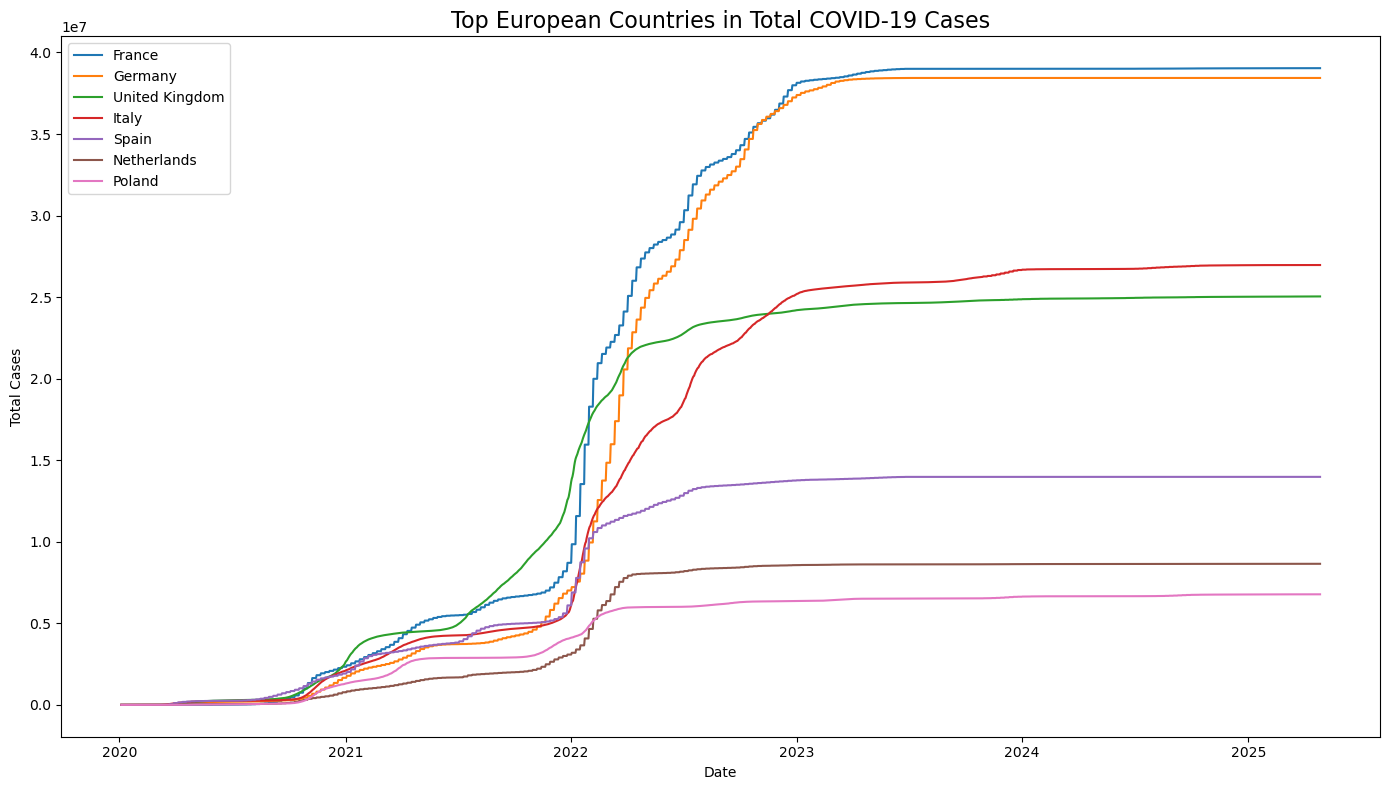 Top European Countries in Total COVID-19 Cases
1e7
France
Germany
United Kingdom
Italy
Spain
Netherlands
Poland
4.0
3.5
3.0
2.5
2.0
1.5
1.0
0.5
0.0
Total Cases
2020 2021 2022 2023 2024 2025
Date